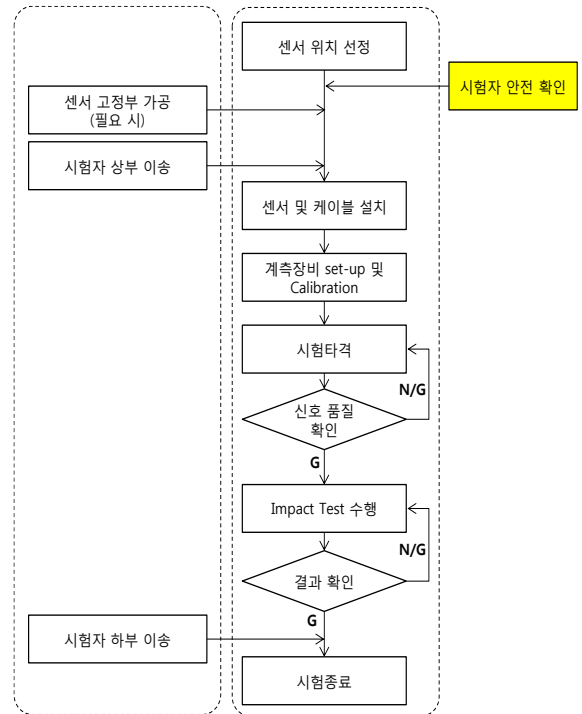 센서 위치 선정
시험자 안전 확인
센서 고정부 가공
(필요 시)
시험자 상부 이송
센서 및 케이블 설치
계측장비 set-up 및
Calibration
시험타격
N/G
신호 품질
확인
G
Impact Test 수행
N/G
결과 확인
G
시험자 하부 이송
시험종료